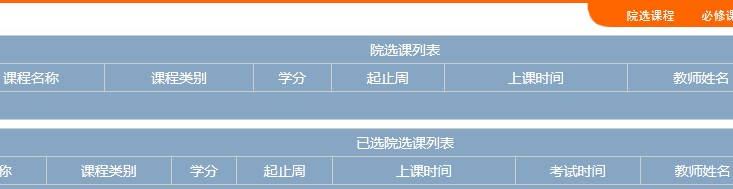 院选课程 必修课
院选课列表
课程名称 课程类别 学分 起止周 上课时间 教师姓名
已选院选课列表
称 课程类别 学分 起止周 上课时间 考试时间 教师姓名